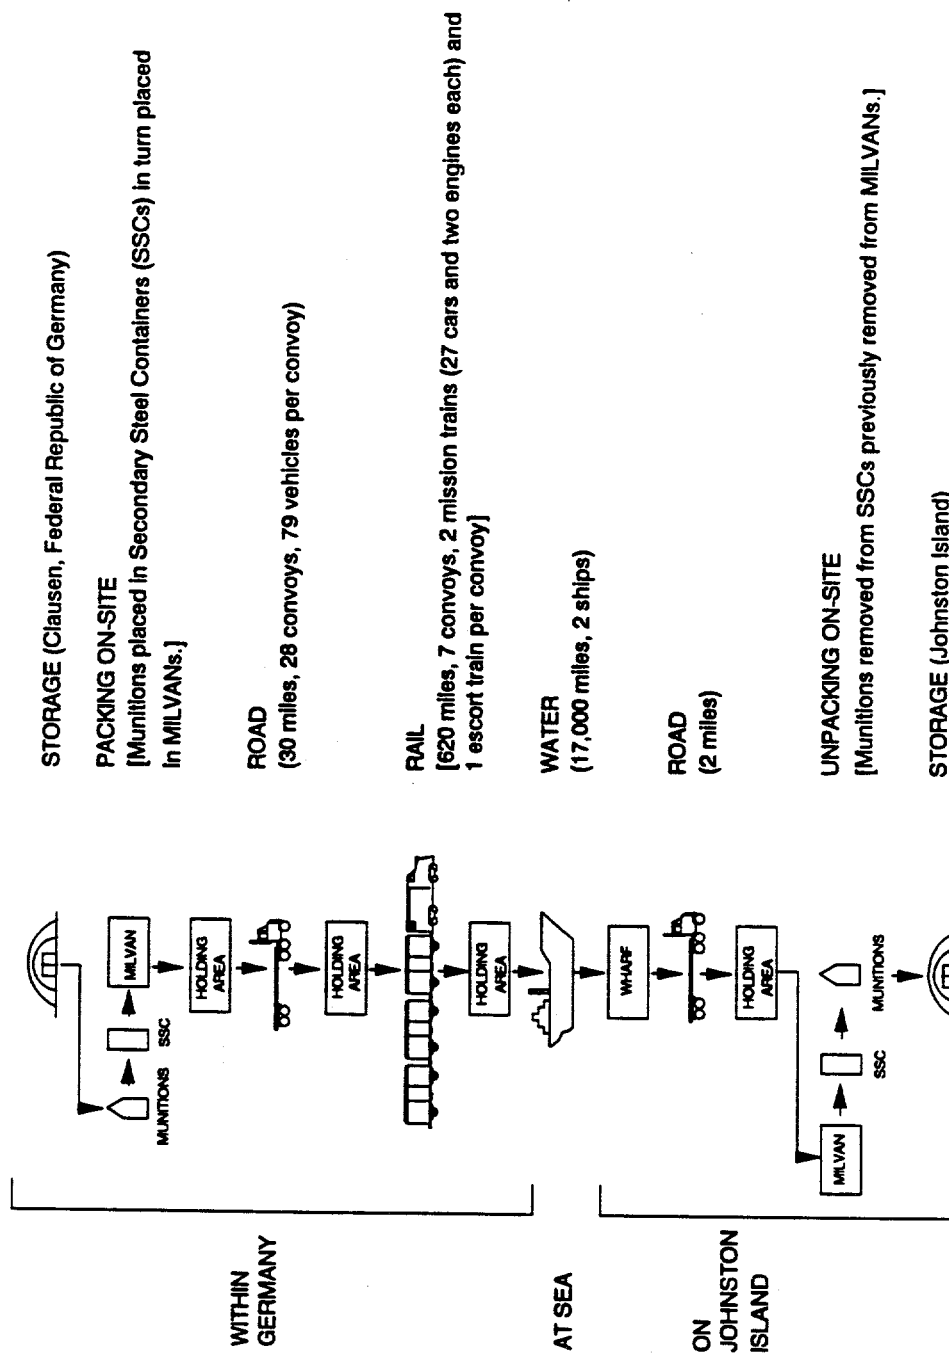 WITHIN
GERMANY
AT SEA
ON
JOHNSTON
ISLAND
MUNITIONS
SSC
MILVAN
HOLDING
AREA
HOLDING
AREA
HOLDING
AREA
WHARF
HOLDING
AREA
MILVAN
SSC
MUNITIONS
STORAGE (Clausen, Federal Republic of Germany)
PACKING ON-SITE
[Munitions placed in Secondary Steel Containers (SSCs) in turn placed
in MILVANs.]
ROAD
(30 miles, 28 convoys, 79 vehicles per convoy)
RAIL
[620 miles, 7 convoys, 2 mission trains (27 cars and two engines each) and
1 escort train per convoy]
WATER
(17,000 miles, 2 ships)
ROAD
(2 miles)
UNPACKING ON-SITE
[Munitions removed from SSCs previously removed from MILVANs.]
STORAGE (Johnston Island)